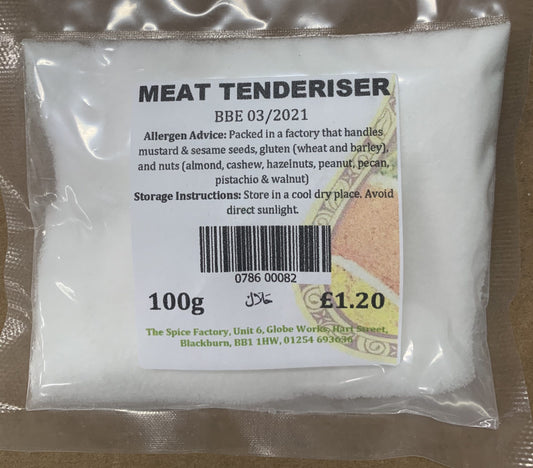 MEAT TENDERISER
BBE 03/2021
Allergen Advice: Packed in a factory that handles
mustard & sesame seeds, gluten (wheat and barley),
and nuts (almond, cashew, hazelnuts, peanut, pecan,
pistachio & walnut)
Storage Instructions: Store in a cool dry place. Avoid
direct sunlight.
0786 00082
100g حلال £1.20
The Spice Factory, Unit 6, Globe Works, Hart Street,
Blackburn, BB1 1HW, 01254 693636